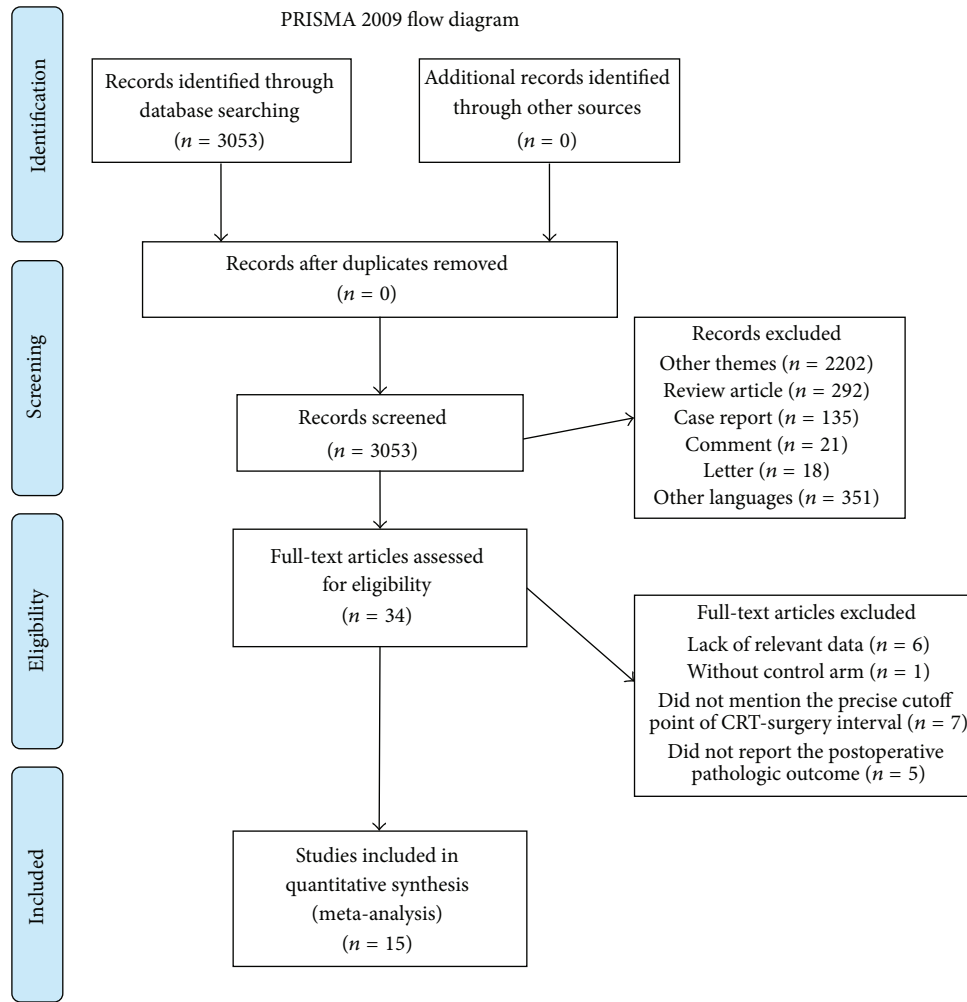 PRISMA 2009 flow diagram
Identification
Records identified through
database searching
(n = 3053)
Additional records identified
through other sources
(n = 0)
Records after duplicates removed
(n = 0)
Screening
Records screened
(n = 3053)
Records excluded
Other themes (n = 2202)
Review article (n = 292)
Case report (n = 135)
Comment (n = 21)
Letter (n = 18)
Other languages (n = 351)
Eligibility
Full-text articles assessed
for eligibility
(n = 34)
Full-text articles excluded
Lack of relevant data (n = 6)
Without control arm (n = 1)
Did not mention the precise cutoff
point of CRT-surgery interval (n = 7)
Did not report the postoperative
pathologic outcome (n = 5)
Included
Studies included in
quantitative synthesis
(meta-analysis)
(n = 15)